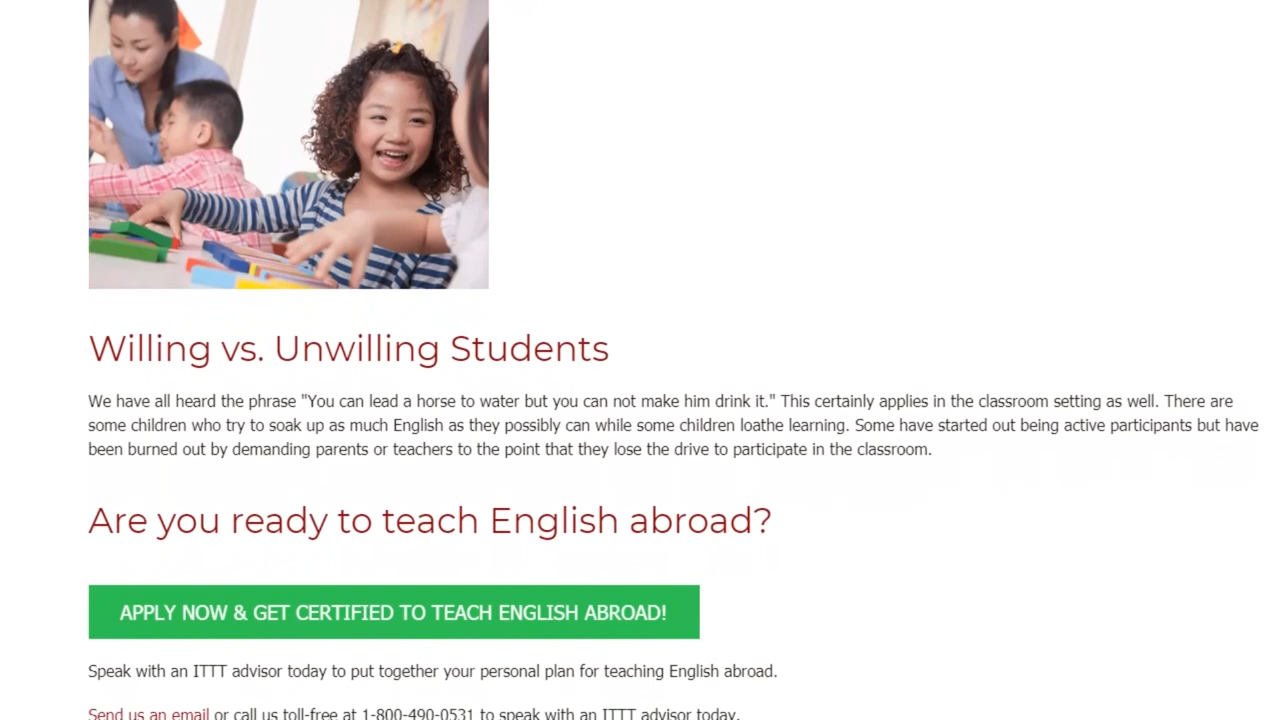 Willing vs. Unwilling Students
We have all heard the phrase "You can lead a horse to water but you can not make him drink it." This certainly applies in the classroom setting as well. There are
some children who try to soak up as much English as they possibly can while some children loathe learning. Some have started out being active participants but have
been burned out by demanding parents or teachers to the point that they lose the drive to participate in the classroom.
Are you ready to teach English abroad?
APPLY NOW & GET CERTIFIED TO TEACH ENGLISH ABROAD!
Speak with an ITTT advisor today to put together your personal plan for teaching English abroad.
Send us an email or call us toll-free at 1-800-490-0531 to speak with an ITTT advisor today.